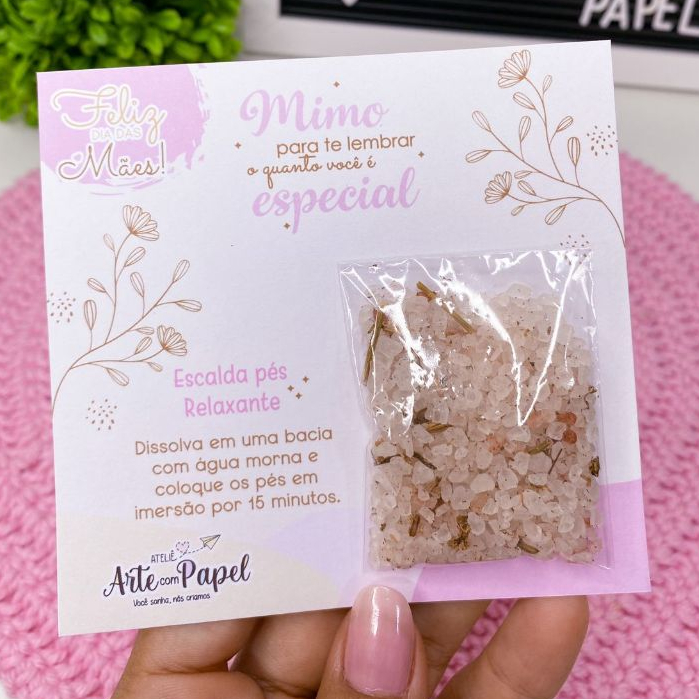 PAPEL
Feliz
DIA DAS
Mães!
Mimo
para te lembrar
o quanto você é
especial
Escalda pés
Relaxante
Dissolva em uma bacia
com água morna e
coloque os pés em
imersão por 15 minutos.
ATELIÊ
Arte com Papel
Você sonha, nós criamos